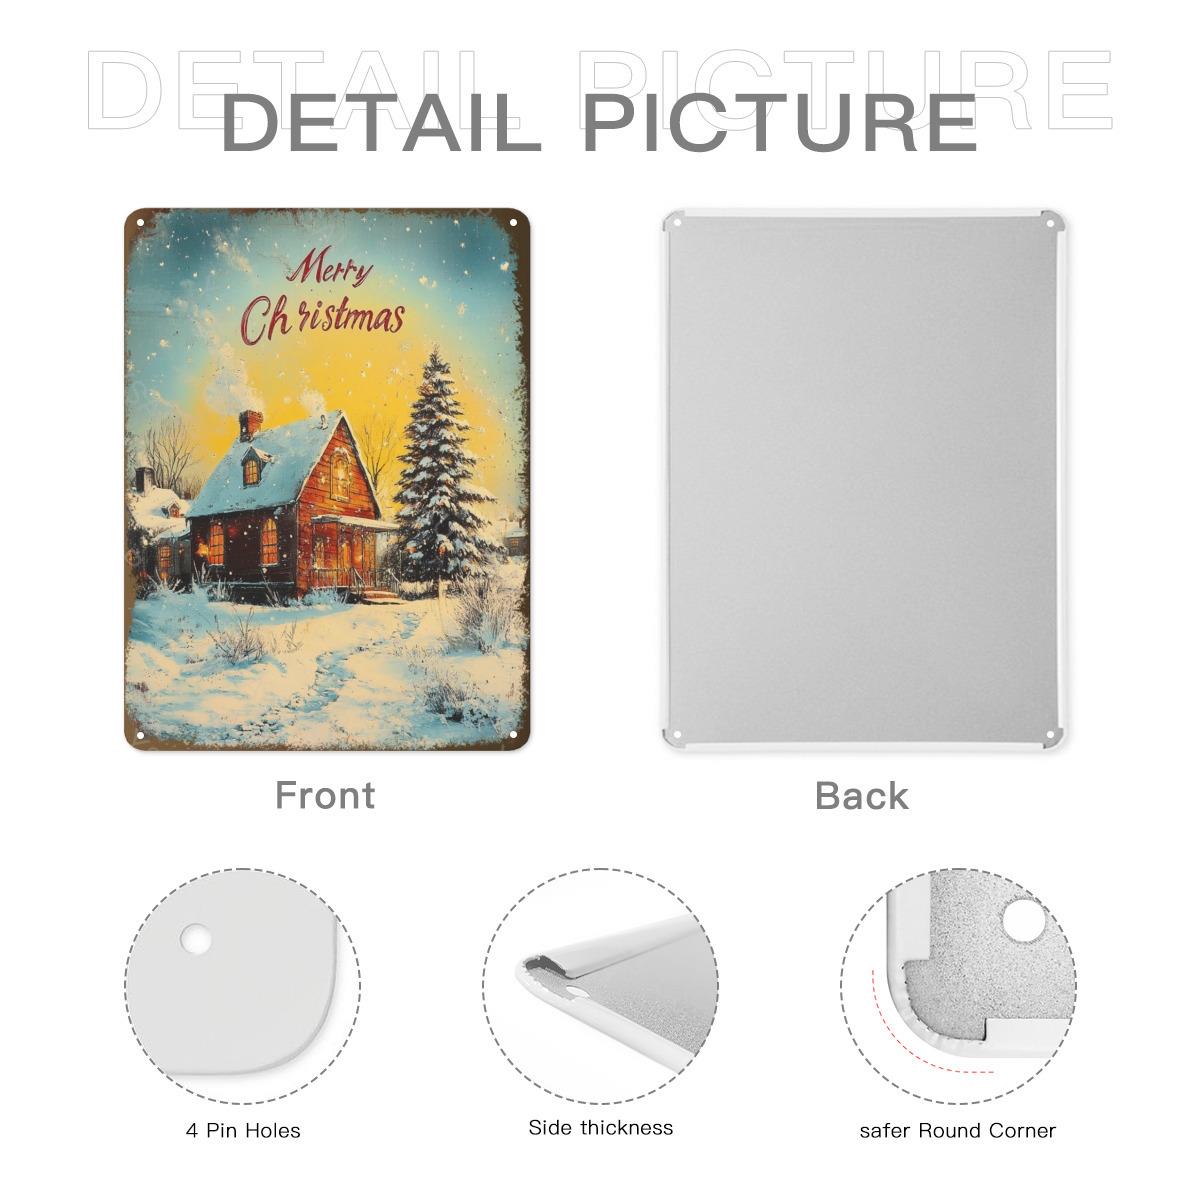 DETAIL PICTURE
DETAIL PICTURE
Merry
Christmas
Front
Back
4 Pin Holes
Side thickness
safer Round Corner